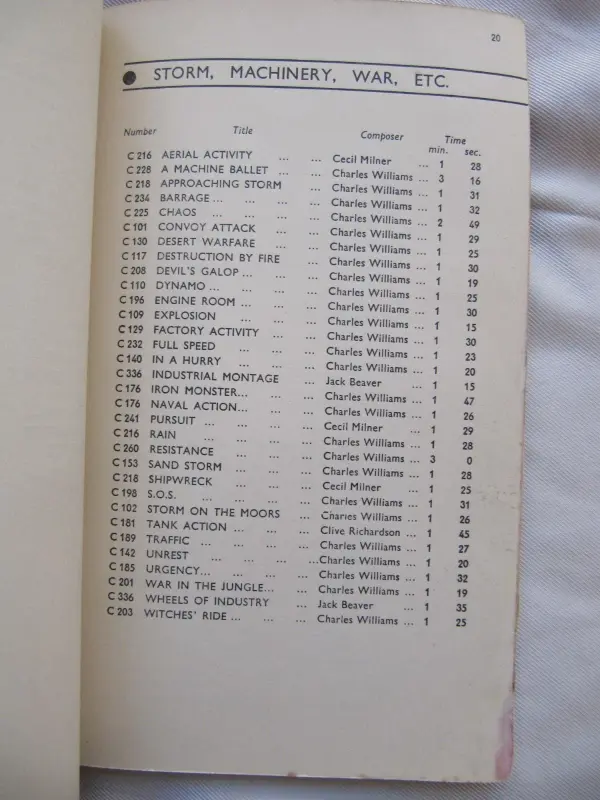 20
STORM, MACHINERY, WAR, ETC.
Number Title Composer Time
min. sec.
C 216 AERIAL ACTIVITY ... ... Cecil Milner ... 1 28
C 228 A MACHINE BALLET ... ... Charles Williams ... 3 16
C 218 APPROACHING STORM ... Charles Williams ... 1 31
C 234 BARRAGE ... ... ... Charles Williams ... 1 32
C 225 CHAOS ... ... ... ... Charles Williams ... 2 49
C 101 CONVOY ATTACK ... ... Charles Williams ... 1 29
C 130 DESERT WARFARE ... ... Charles Williams ... 1 25
C 117 DESTRUCTION BY FIRE ... Charles Williams ... 1 30
C 208 DEVIL'S GALOP ... ... ... Charles Williams ... 1 19
C 110 DYNAMO ... ... ... Charles Williams ... 1 25
C 196 ENGINE ROOM ... ... ... Charles Williams ... 1 30
C 109 EXPLOSION ... ... ... Charles Williams ... 1 15
C 129 FACTORY ACTIVITY ... ... Charles Williams ... 1 30
C 232 FULL SPEED ... ... ... Charles Williams ... 1 23
C 140 IN A HURRY ... ... ... Charles Williams ... 1 20
C 336 INDUSTRIAL MONTAGE ... Jack Beaver ... 1 15
C 176 IRON MONSTER... ... ... Charles Williams ... 1 47
C 176 NAVAL ACTION... ... ... Charles Williams ... 1 26
C 241 PURSUIT ... ... ... ... Cecil Milner ... 1 29
C 216 RAIN ... ... ... ... Charles Williams ... 1 28
C 260 RESISTANCE ... ... ... Charles Williams ... 3 0
C 153 SAND STORM ... ... ... Charles Williams ... 1 28
C 218 SHIPWRECK ... ... ... Cecil Milner ... 1 25
C 198 S.O.S. ... ... ... ... Charles Williams ... 1 31
C 102 STORM ON THE MOORS ... Charles Williams ... 1 26
C 181 TANK ACTION ... ... ... Clive Richardson ... 1 45
C 189 TRAFFIC ... ... ... ... Charles Williams ... 1 27
C 142 UNREST ... ... ... ...Charles Williams ... 1 20
C 185 URGENCY... ... ... ... Charles Williams ... 1 32
C 201 WAR IN THE JUNGLE... ... Charles Williams ... 1 19
C 336 WHEELS OF INDUSTRY ... Jack Beaver ... 1 35
C 203 WITCHES' RIDE ... ... ... Charles Williams ... 1 25